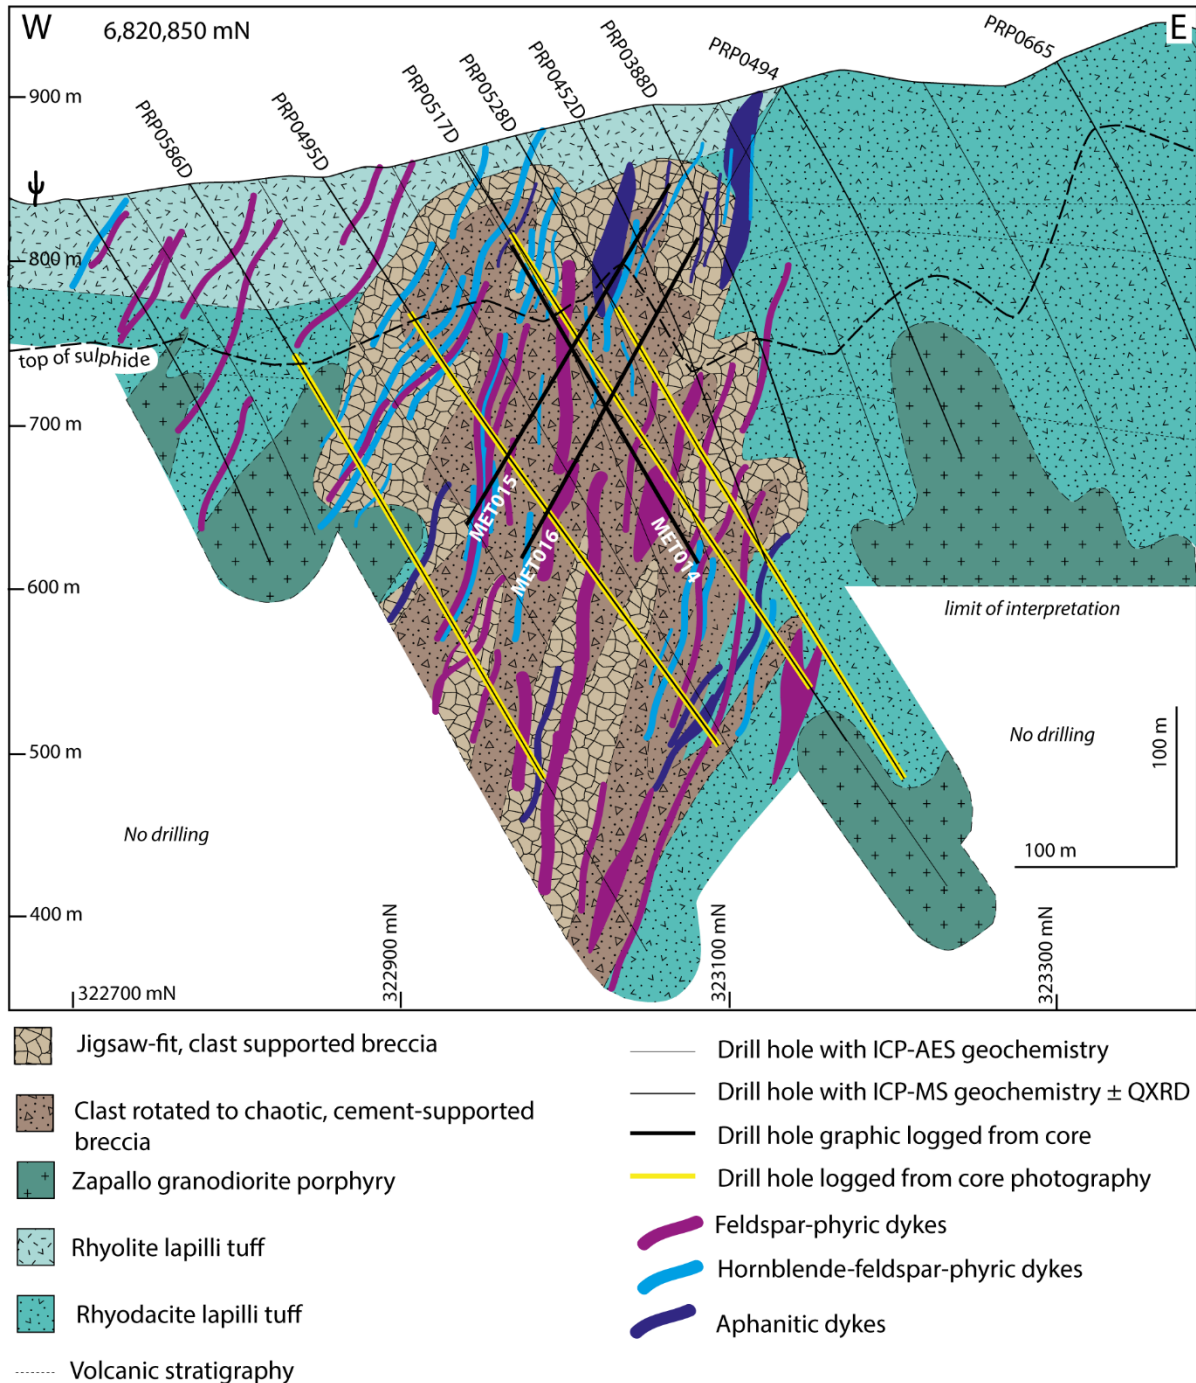 W
6,820,850 mN
E
PRP0586D
PRP0495D
PRP0517D
PRP0528D
PRP0452D
PRP0388D
PRP0494
PRP0665
900 m
800 m
top of sulphide
700 m
600 m
500 m
400 m
MET015
MET016
MET014
limit of interpretation
No drilling
No drilling
100 m
100 m
322700 mN
322900 mN
323100 mN
323300 mN
Jigsaw-fit, clast supported breccia
Clast rotated to chaotic, cement-supported
breccia
Zapallo granodiorite porphyry
Rhyolite lapilli tuff
Rhyodacite lapilli tuff
Volcanic stratigraphy
Drill hole with ICP-AES geochemistry
Drill hole with ICP-MS geochemistry ± QXRD
Drill hole graphic logged from core
Drill hole logged from core photography
Feldspar-phyric dykes
Hornblende-feldspar-phyric dykes
Aphanitic dykes